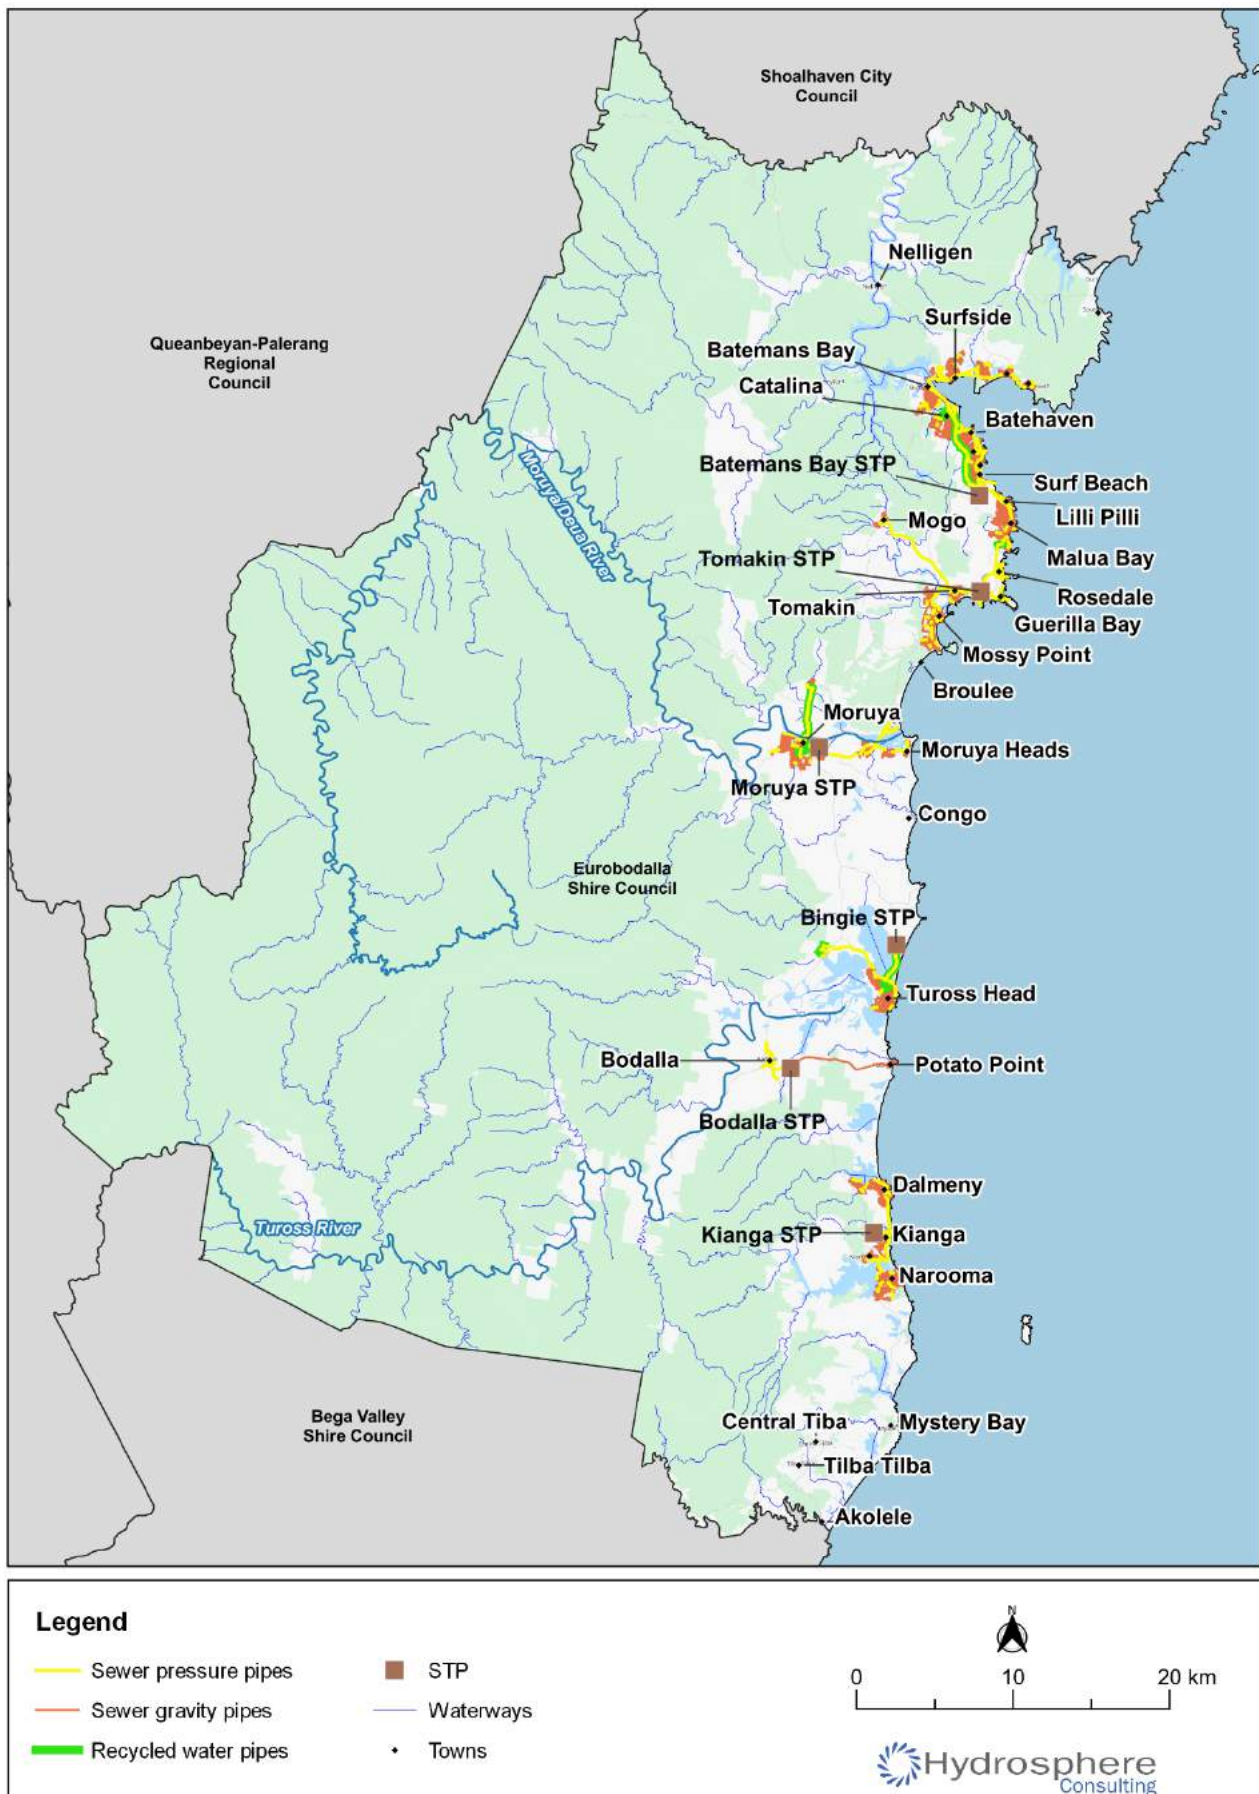 Shoalhaven City
Council
Nelligen
Surfside
Queanbeyan-Palerang
Regional
Council
Batemans Bay
Catalina
Batehaven
Batemans Bay STP
Surf Beach
Lilli Pilli
Mogo
Malua Bay
Moruya/Deua River
Tomakin STP
Rosedale
Tomakin
Guerilla Bay
Mossy Point
Broulee
Moruya
Moruya Heads
Moruya STP
Congo
Eurobodalla
Shire Council
Bingie STP
Tuross Head
Bodalla
Potato Point
Bodalla STP
Dalmeny
Tuross River
Kianga STP
Kianga
Narooma
Bega Valley
Shire Council
Central Tiba
Mystery Bay
Tilba Tilba
Akolele
Legend
Sewer pressure pipes
Sewer gravity pipes
Recycled water pipes
STP
Waterways
Towns
N
0 10 20 km
Hydrosphere
Consulting